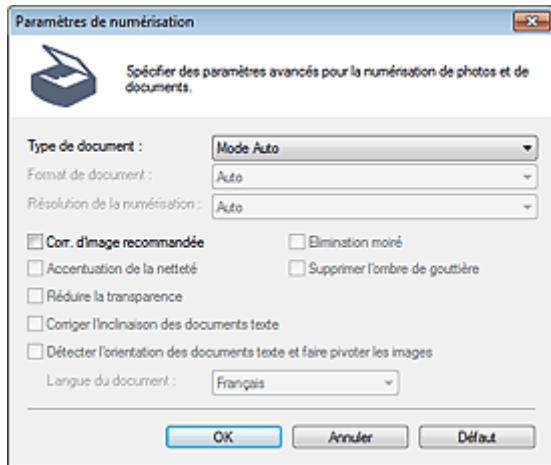 Paramètres de numérisation
Spécifier des paramètres avancés pour la numérisation de photos et de
documents.
Type de document : Mode Auto
Format de document : Auto
Résolution de la numérisation : Auto
Corr. d'image recommandée Elimination moiré
Accentuation de la netteté Supprimer l'ombre de gouttière
Réduire la transparence
Corriger l'inclinaison des documents texte
Détecter l'orientation des documents texte et faire pivoter les images
Langue du document : Français
OK Annuler Défaut